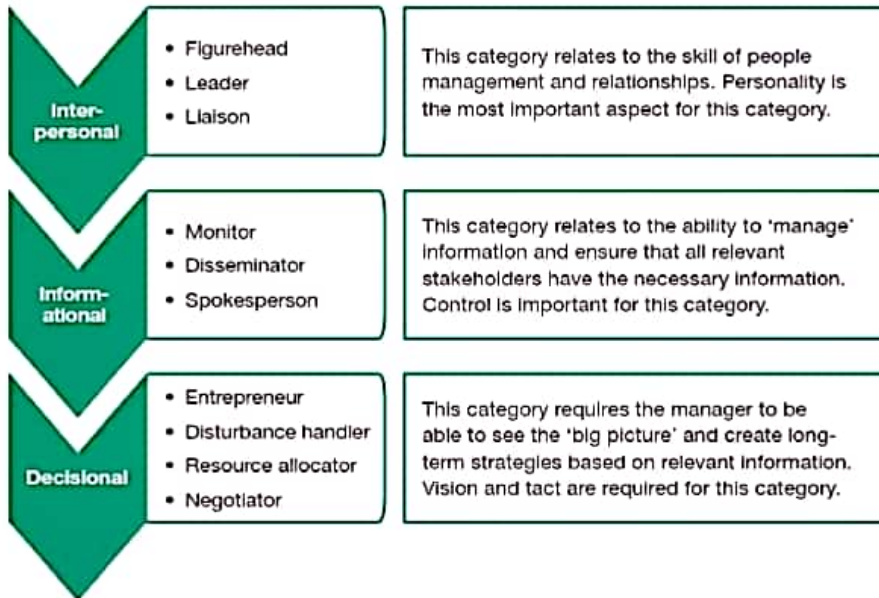 Inter-
personal
• Figurehead
• Leader
• Liaison
This category relates to the skill of people
management and relationships. Personality is
the most important aspect for this category.
Inform-
ational
• Monitor
• Disseminator
• Spokesperson
This category relates to the ability to ‘manage’
information and ensure that all relevant
stakeholders have the necessary information.
Control is important for this category.
Decisional
• Entrepreneur
• Disturbance handler
• Resource allocator
• Negotiator
This category requires the manager to be
able to see the ‘big picture’ and create long-
term strategies based on relevant information.
Vision and tact are required for this category.